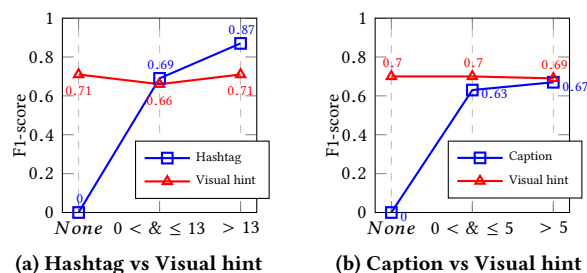 1
0.8
0.6
0.4
0.2
0
F1-score
0.87
0.69
0.71
0.66
0.71
0
Hashtag
Visual hint
None 0 < & ≤ 13 > 13
(a) Hashtag vs Visual hint
1
0.8
0.6
0.4
0.2
0
F1-score
0.7
0.7
0.69
0.63
0.67
0
Caption
Visual hint
None 0 < & ≤ 5 > 5
(b) Caption vs Visual hint